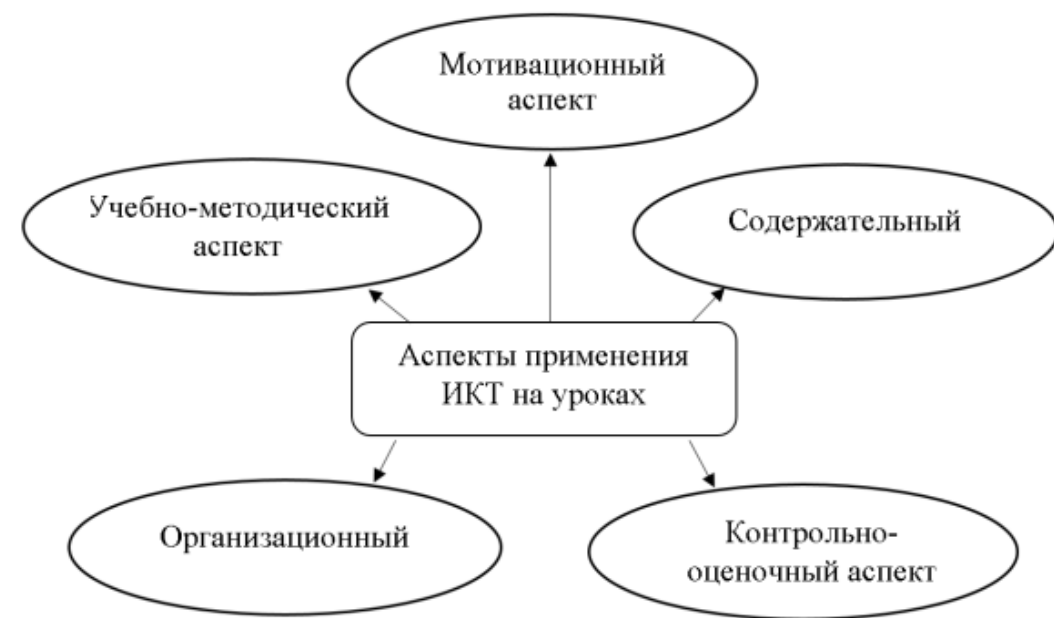 Мотивационный
аспект
Учебно-методический
аспект
Содержательный
Аспекты применения
ИКТ на уроках
Организационный
Контрольно-
оценочный аспект